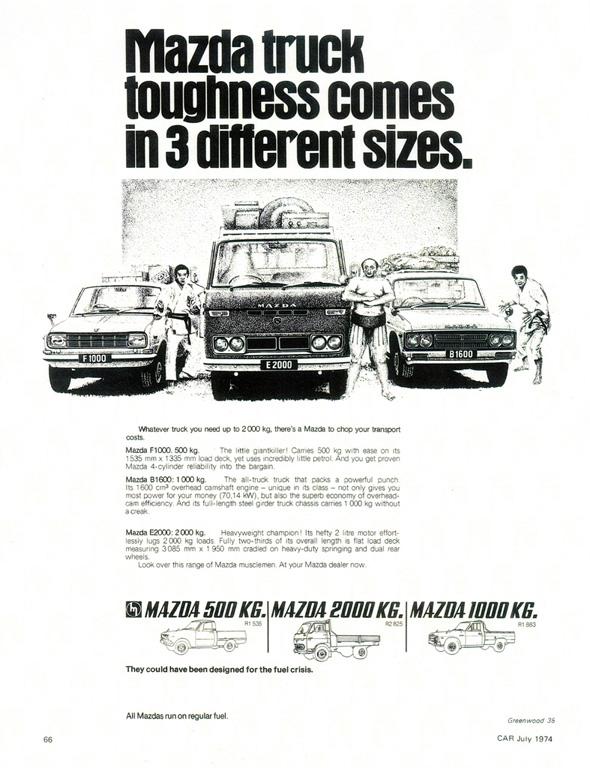 Mazda truck
toughness comes
in 3 different sizes.
MAZDA
MAZDA
F 1000
E 2000
B 1600
Whatever truck you need up to 2 000 kg, there's a Mazda to chop your transport
costs.
Mazda F1000: 500 kg. The little giantkiller! Carries 500 kg with ease on its
1 535 mm x 1 335 mm load deck, yet uses incredibly little petrol. And you get proven
Mazda 4-cylinder reliability into the bargain.
Mazda B1600: 1 000 kg. The all-truck truck that packs a powerful punch.
Its 1600 cm³ overhead camshaft engine – unique in its class – not only gives you
most power for your money (70,14 kW), but also the superb economy of overhead-
cam efficiency. And its full-length steel girder truck chassis carries 1 000 kg without
a creak.
Mazda E2000: 2 000 kg. Heavyweight champion! Its hefty 2 litre motor effort-
lessly lugs 2 000 kg loads. Fully two-thirds of its overall length is flat load deck
measuring 3 085 mm x 1 950 mm cradled on heavy-duty springing and dual rear
wheels.
Look over this range of Mazda musclemen. At your Mazda dealer now.
MAZDA 500 KG. MAZDA 2000 KG. MAZDA 1000 KG.
R1 535 R2 825 R1 883
They could have been designed for the fuel crisis.
All Mazdas run on regular fuel.
Greenwood 35
66 CAR July 1974